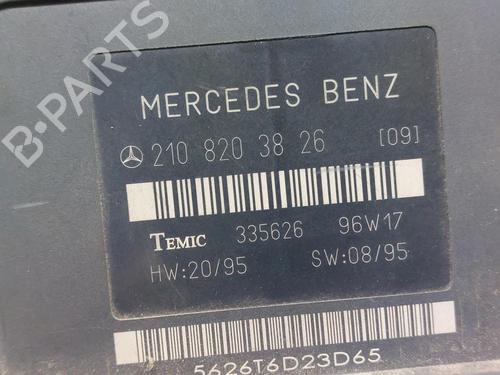 B-PARTS
MERCEDES BENZ
210 820 38 26 [09]
TEMIC 335626 96W17
HW:20/95 SW:08/95
5626T6D23D65